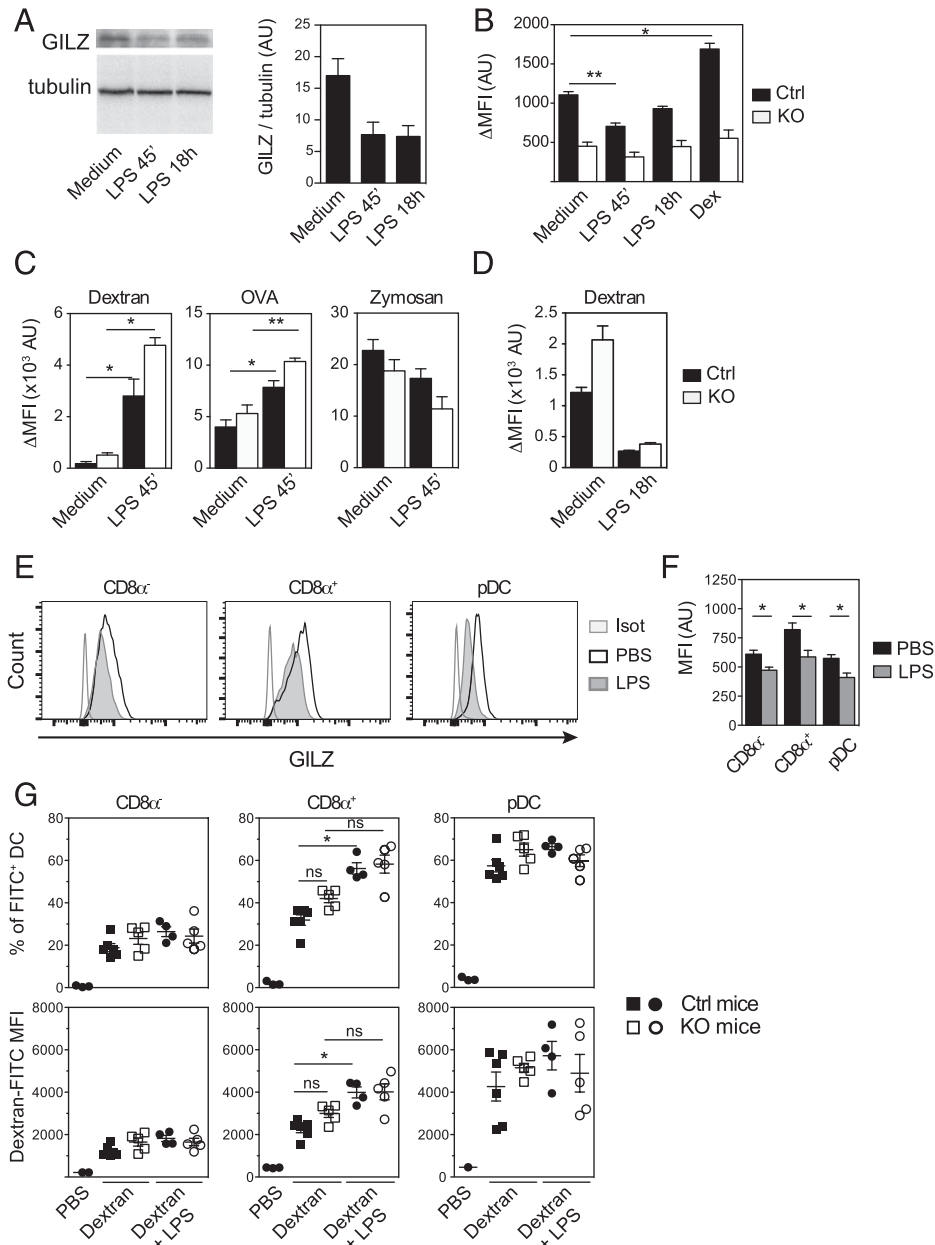 A
GILZ
tubulin
Medium
LPS 45'
LPS 18h
GILZ / tubulin (AU)
25
20
15
10
5
0
Medium
LPS 45'
LPS 18h
B
ΔMFI (AU)
2000
1500
1000
500
*
**
Medium
LPS 45'
LPS 18h
Dex
Ctrl
KO
C
ΔMFI (x10³ AU)
Dextran
6
4
2
0
*
*
Medium
LPS 45'
OVA
15
10
5
0
**
*
Medium
LPS 45'
Zymosan
30
20
10
0
Medium
LPS 45'
D
Dextran
ΔMFI (x10³ AU)
2.5
2
1.5
1
0.5
0
Medium
LPS 18h
Ctrl
KO
E
CD8α⁻
CD8α⁺
pDC
Count
GILZ
Isot
PBS
LPS
F
MFI (AU)
1250
1000
750
500
250
0
* * *
CD8α⁻
CD8α⁺
pDC
PBS
LPS
G
CD8α⁻
CD8α⁺
pDC
% of FITC⁺ DC
80
60
40
20
0
80
60
40
20
0
ns
*
ns
80
60
40
20
0
Dextran-FITC MFI
8000
6000
4000
2000
0
8000
6000
4000
2000
0
ns
*
ns
8000
6000
4000
2000
0
Ctrl mice
KO mice
PBS
Dextran
Dextran
+ LPS
PBS
Dextran
Dextran
+ LPS
PBS
Dextran
Dextran
+ LPS